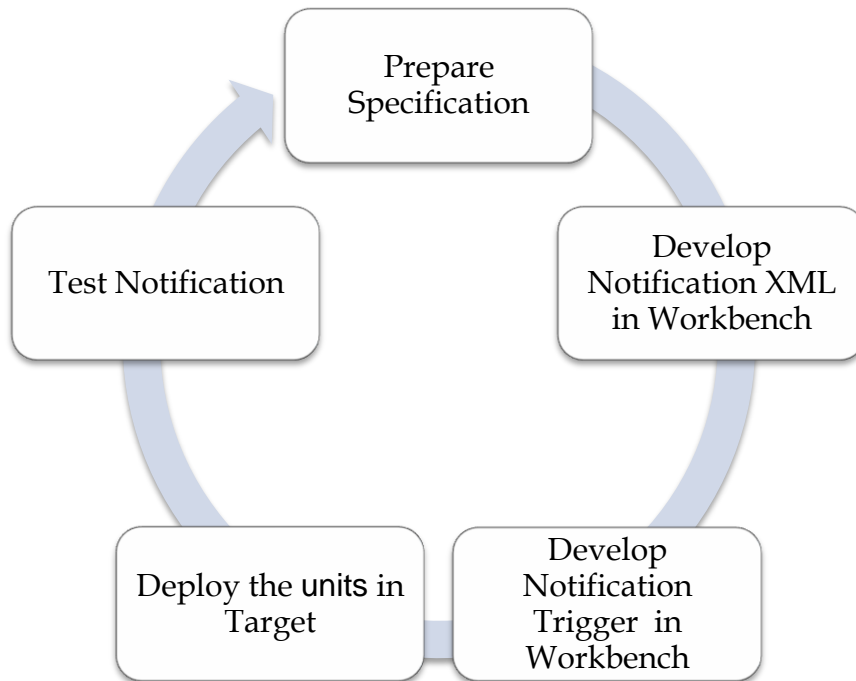 Prepare
Specification
Develop
Notification XML
in Workbench
Develop
Notification
Trigger in
Workbench
Deploy the units in
Target
Test Notification